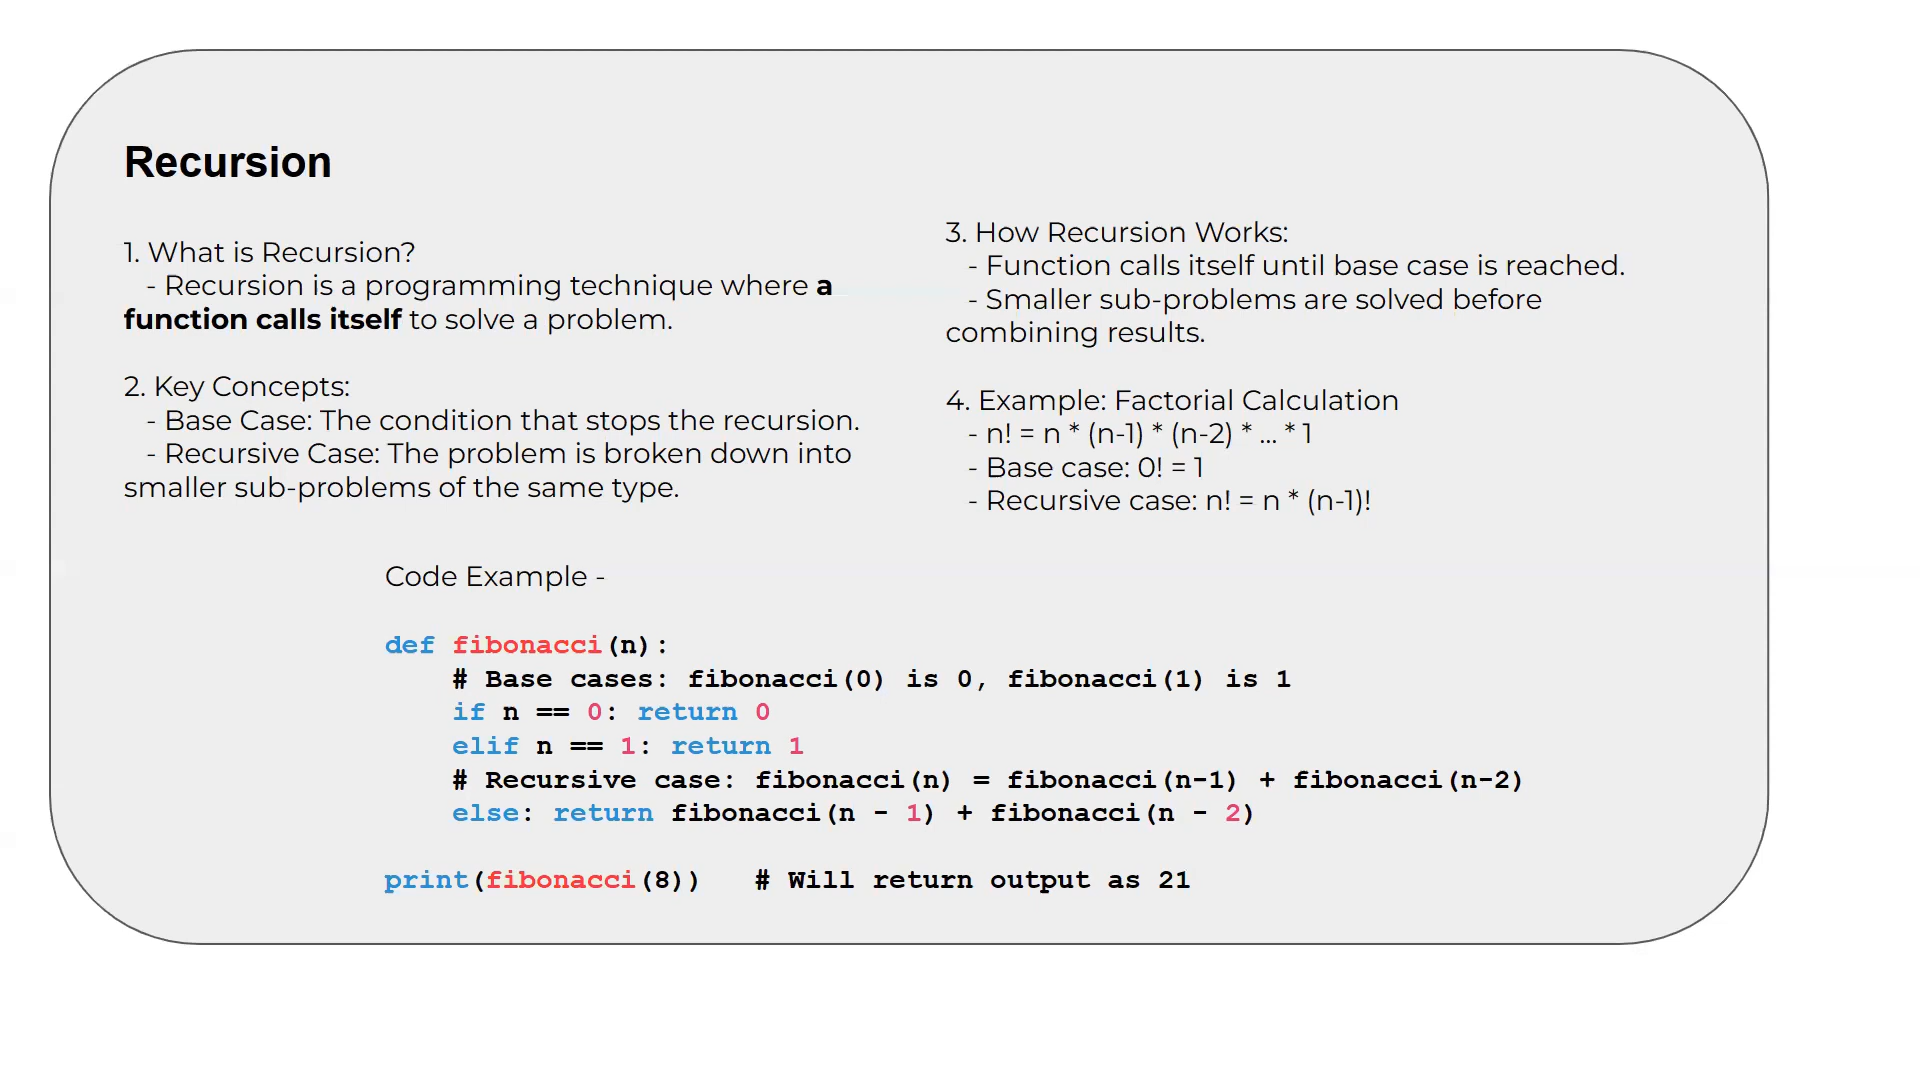 Recursion
1. What is Recursion?
- Recursion is a programming technique where a
function calls itself to solve a problem.
2. Key Concepts:
- Base Case: The condition that stops the recursion.
- Recursive Case: The problem is broken down into
smaller sub-problems of the same type.
3. How Recursion Works:
- Function calls itself until base case is reached.
- Smaller sub-problems are solved before
combining results.
4. Example: Factorial Calculation
- n! = n * (n-1) * (n-2) * ... * 1
- Base case: 0! = 1
- Recursive case: n! = n * (n-1)!
Code Example -
def fibonacci(n):
    # Base cases: fibonacci(0) is 0, fibonacci(1) is 1
    if n == 0: return 0
    elif n == 1: return 1
    # Recursive case: fibonacci(n) = fibonacci(n-1) + fibonacci(n-2)
    else: return fibonacci(n - 1) + fibonacci(n - 2)
print(fibonacci(8))   # Will return output as 21